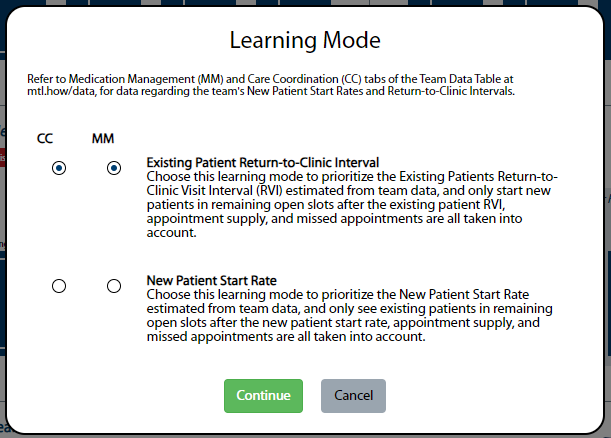 Learning Mode
Refer to Medication Management (MM) and Care Coordination (CC) tabs of the Team Data Table at
mtl.how/data, for data regarding the team's New Patient Start Rates and Return-to-Clinic Intervals.
CC MM
Existing Patient Return-to-Clinic Interval
Choose this learning mode to prioritize the Existing Patients Return-to-
Clinic Visit Interval (RVI) estimated from team data, and only start new
patients in remaining open slots after the existing patient RVI,
appointment supply, and missed appointments are all taken into
account.
New Patient Start Rate
Choose this learning mode to prioritize the New Patient Start Rate
estimated from team data, and only see existing patients in remaining
open slots after the new patient start rate, appointment supply, and
missed appointments are all taken into account.
Continue Cancel